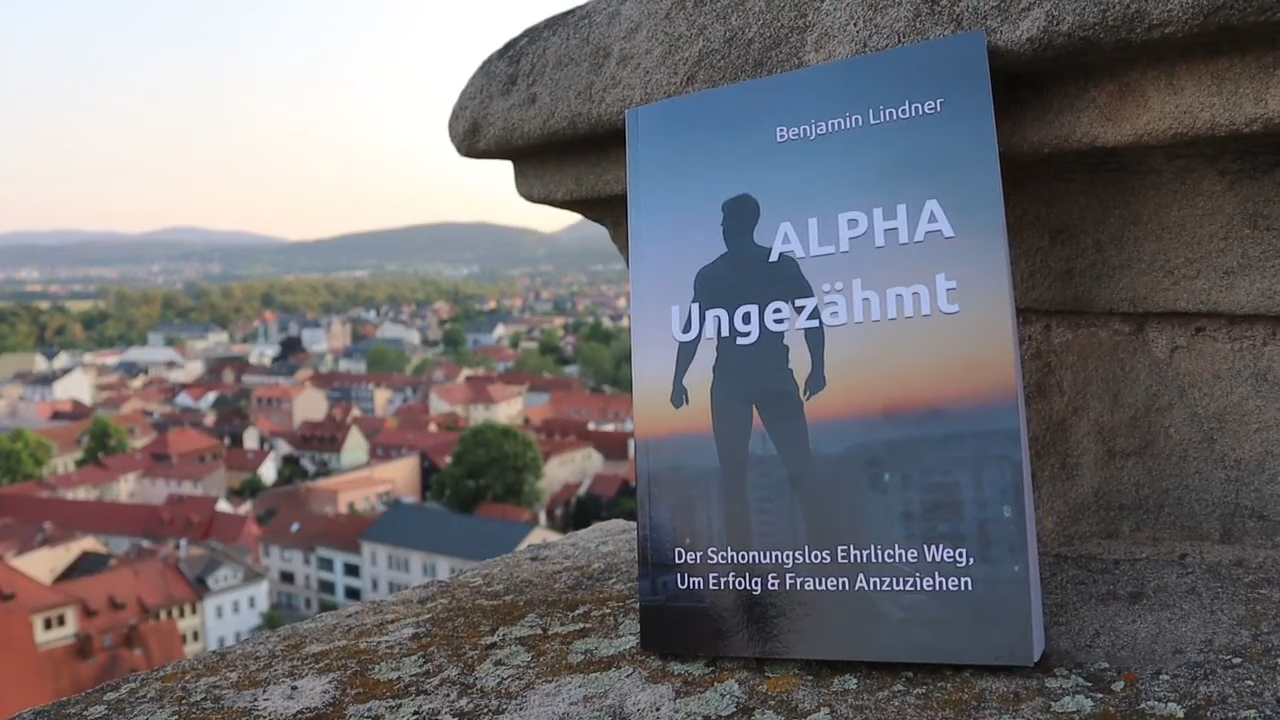 Benjamin Lindner
ALPHA
Ungezähmt
Der Schonungslos Ehrliche Weg,
Um Erfolg & Frauen Anzuziehen